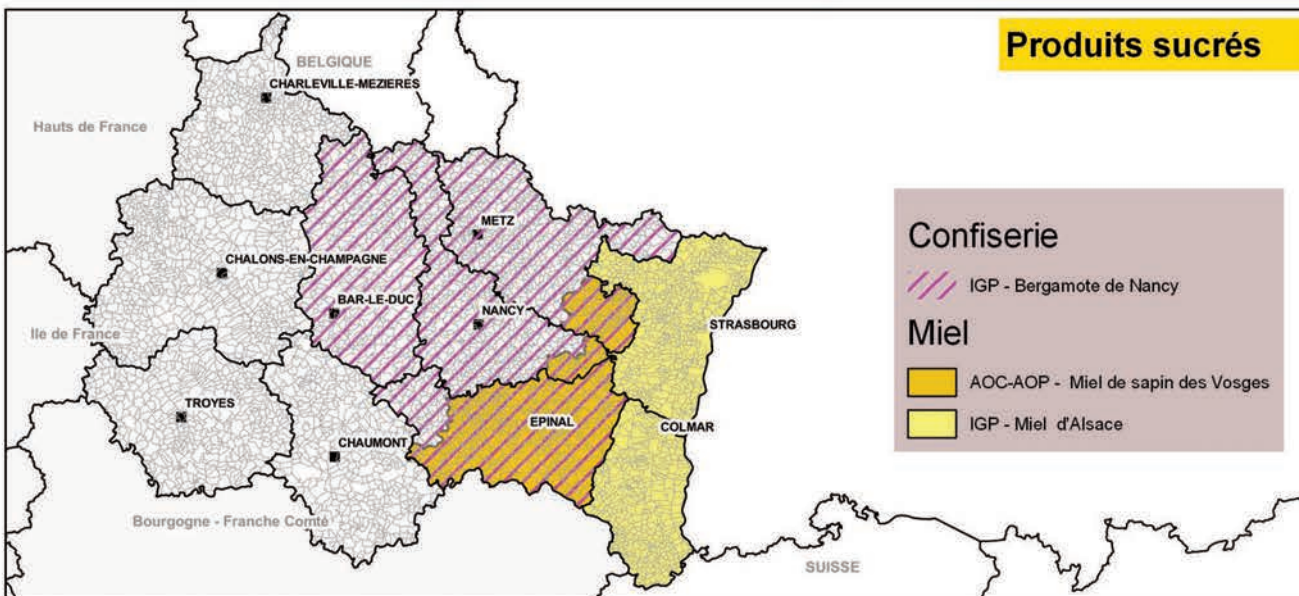 Produits sucrés
BELGIQUE
CHARLEVILLE-MEZIERES
Hauts de France
METZ
CHALONS-EN-CHAMPAGNE
BAR-LE-DUC
NANCY
STRASBOURG
Ile de France
TROYES
EPINAL
COLMAR
CHAUMONT
Bourgogne - Franche Comté
SUISSE
Confiserie
IGP - Bergamote de Nancy
Miel
AOC-AOP - Miel de sapin des Vosges
IGP - Miel d'Alsace